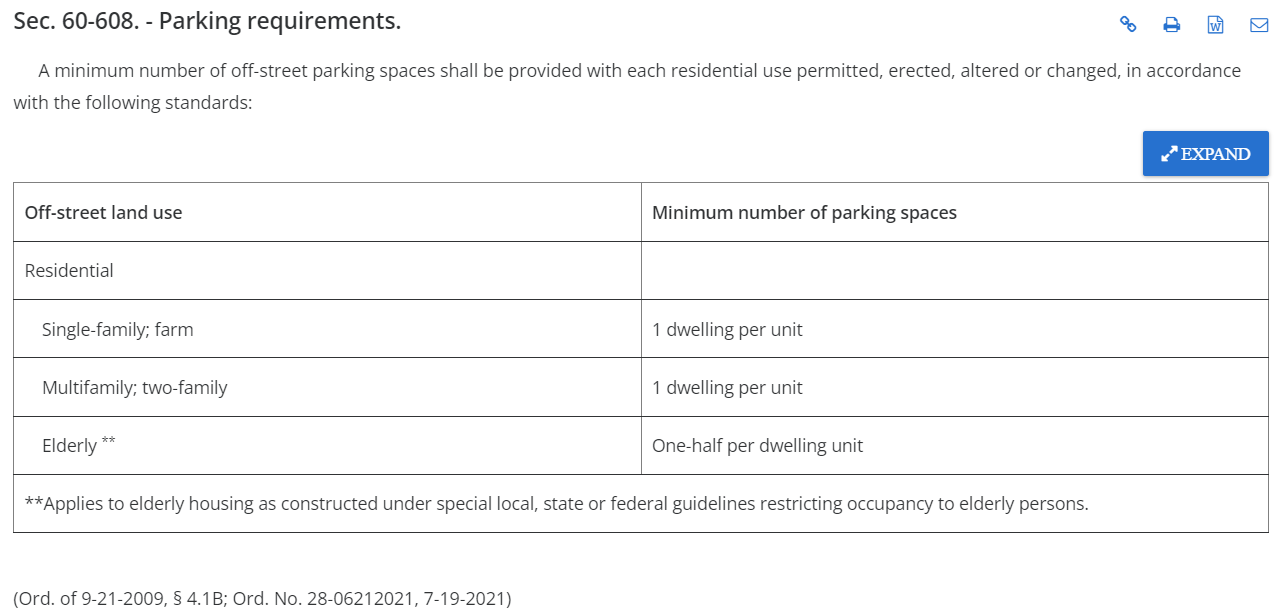 Sec. 60-608. - Parking requirements.
A minimum number of off-street parking spaces shall be provided with each residential use permitted, erected, altered or changed, in accordance
with the following standards:
EXPAND
Off-street land use	Minimum number of parking spaces
Residential
Single-family; farm	1 dwelling per unit
Multifamily; two-family	1 dwelling per unit
Elderly **	One-half per dwelling unit
**Applies to elderly housing as constructed under special local, state or federal guidelines restricting occupancy to elderly persons.
(Ord. of 9-21-2009, § 4.1B; Ord. No. 28-06212021, 7-19-2021)